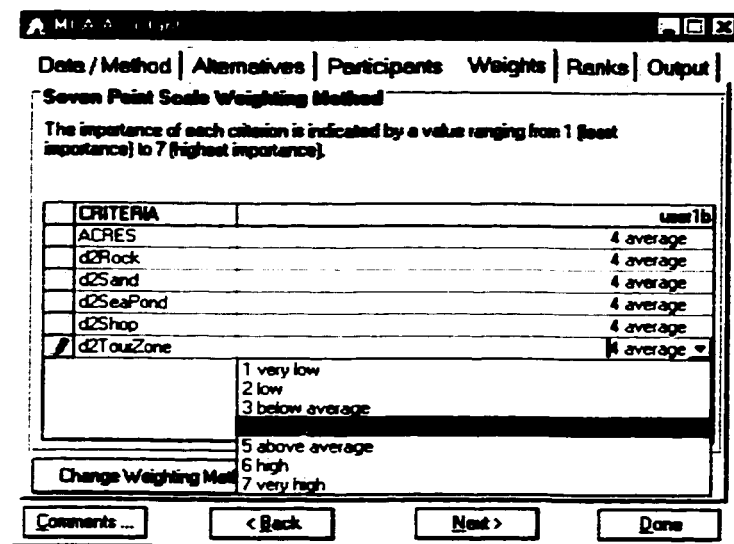 Data / Method | Alternatives | Participants Weights | Ranks | Output |
Seven Point Scale Weighting Method
The importance of each criterion is indicated by a value ranging from 1 (least
importance) to 7 (highest importance).
CRITERIA user1b
ACRES 4 average
d2Rock 4 average
d2Sand 4 average
d2SeaPond 4 average
d2Shop 4 average
d2TourZone 4 average
1 very low
2 low
3 below average
5 above average
6 high
7 very high
Change Weighting Met
Comments ... < Back Next > Done